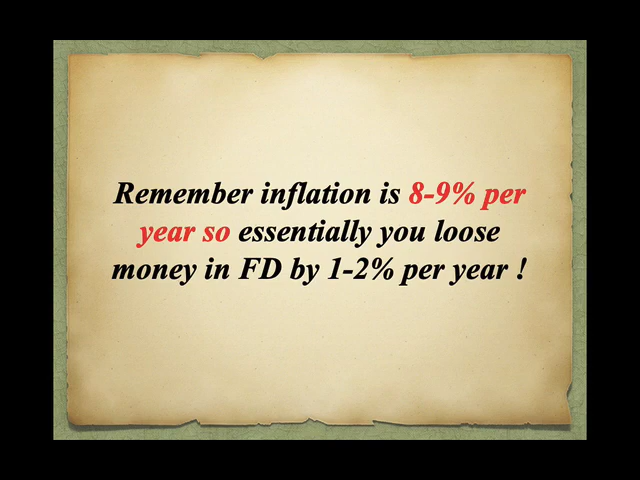 Remember inflation is 8-9% per
year so essentially you loose
money in FD by 1-2% per year !